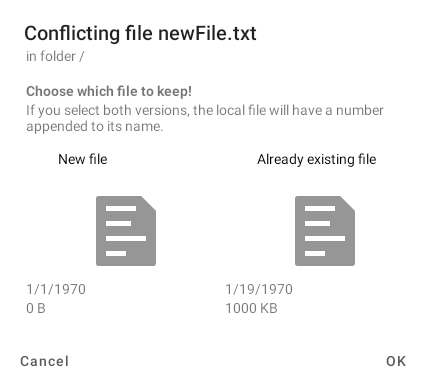 Conflicting file newFile.txt
in folder /
Choose which file to keep!
If you select both versions, the local file will have a number
appended to its name.
New file
Already existing file
1/1/1970
1/19/1970
0 B
1000 KB
Cancel
OK